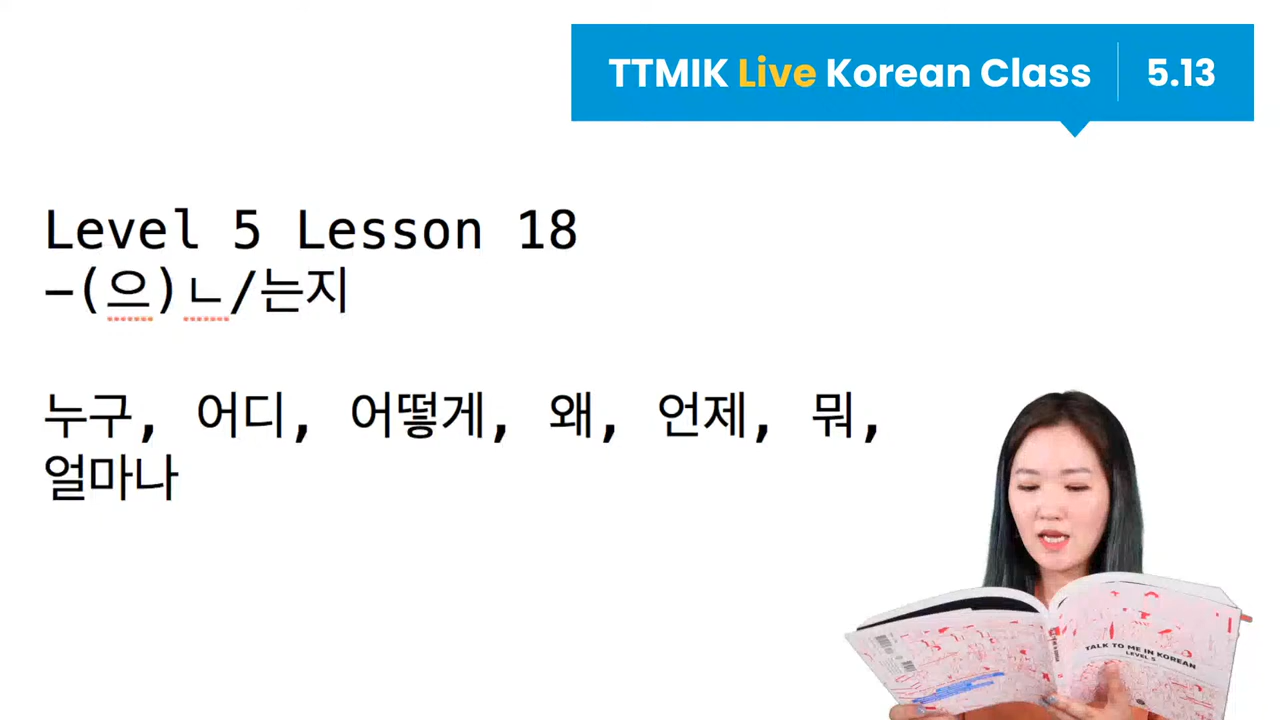 TTMIK Live Korean Class 5.13
Level 5 Lesson 18
-(으)ㄴ/는지
누구, 어디, 어떻게, 왜, 언제, 뭐,
얼마나
TALK TO ME IN KOREAN
LEVEL 5